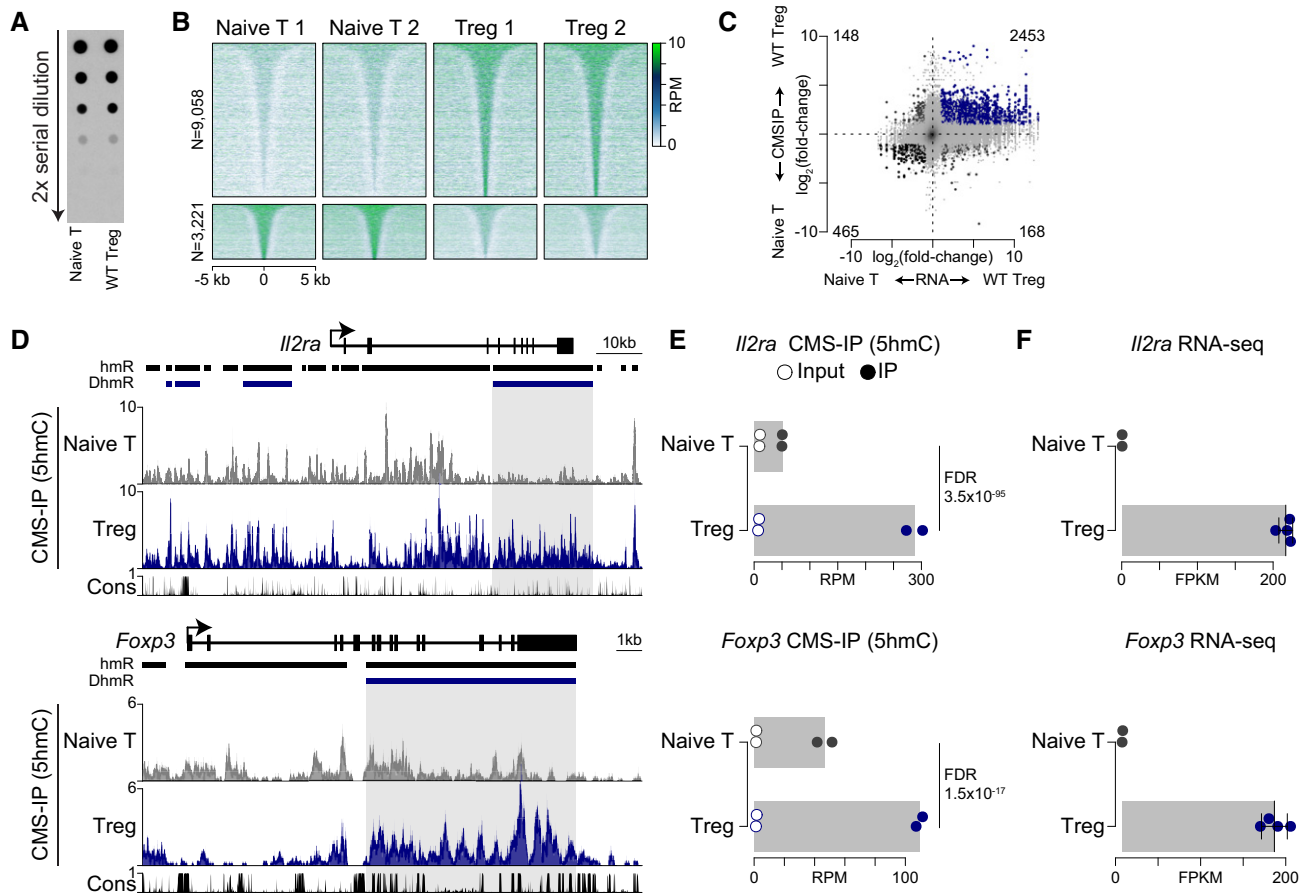 A
2x serial dilution
Naive T
WT Treg
B
Naive T 1
Naive T 2
Treg 1
Treg 2
N=9,058
N=3,221
10
RPM
0
-5 kb
0
5 kb
C
10
148
2453
WT Treg
←CMSIP→
log2(fold-change)
Naive T
-10
465
168
-10
log2(fold-change)
10
Naive T
←RNA→
WT Treg
D
Il2ra
10kb
hmR
DhmR
CMS-IP (5hmC)
10
Naive T
1
10
Treg
1
Cons
Foxp3
1kb
hmR
DhmR
CMS-IP (5hmC)
6
Naive T
1
6
Treg
1
Cons
E
Il2ra CMS-IP (5hmC)
Input
IP
Naive T
Treg
FDR
3.5x10-95
0
RPM
300
Foxp3 CMS-IP (5hmC)
Naive T
Treg
FDR
1.5x10-17
0
RPM
100
F
Il2ra RNA-seq
Naive T
Treg
0
FPKM
200
Foxp3 RNA-seq
Naive T
Treg
0
FPKM
200